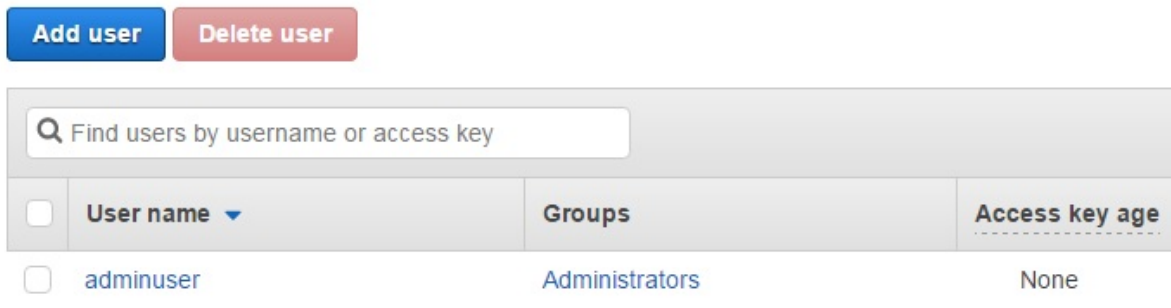 Add user Delete user
Find users by username or access key
User name Groups Access key age
adminuser Administrators None